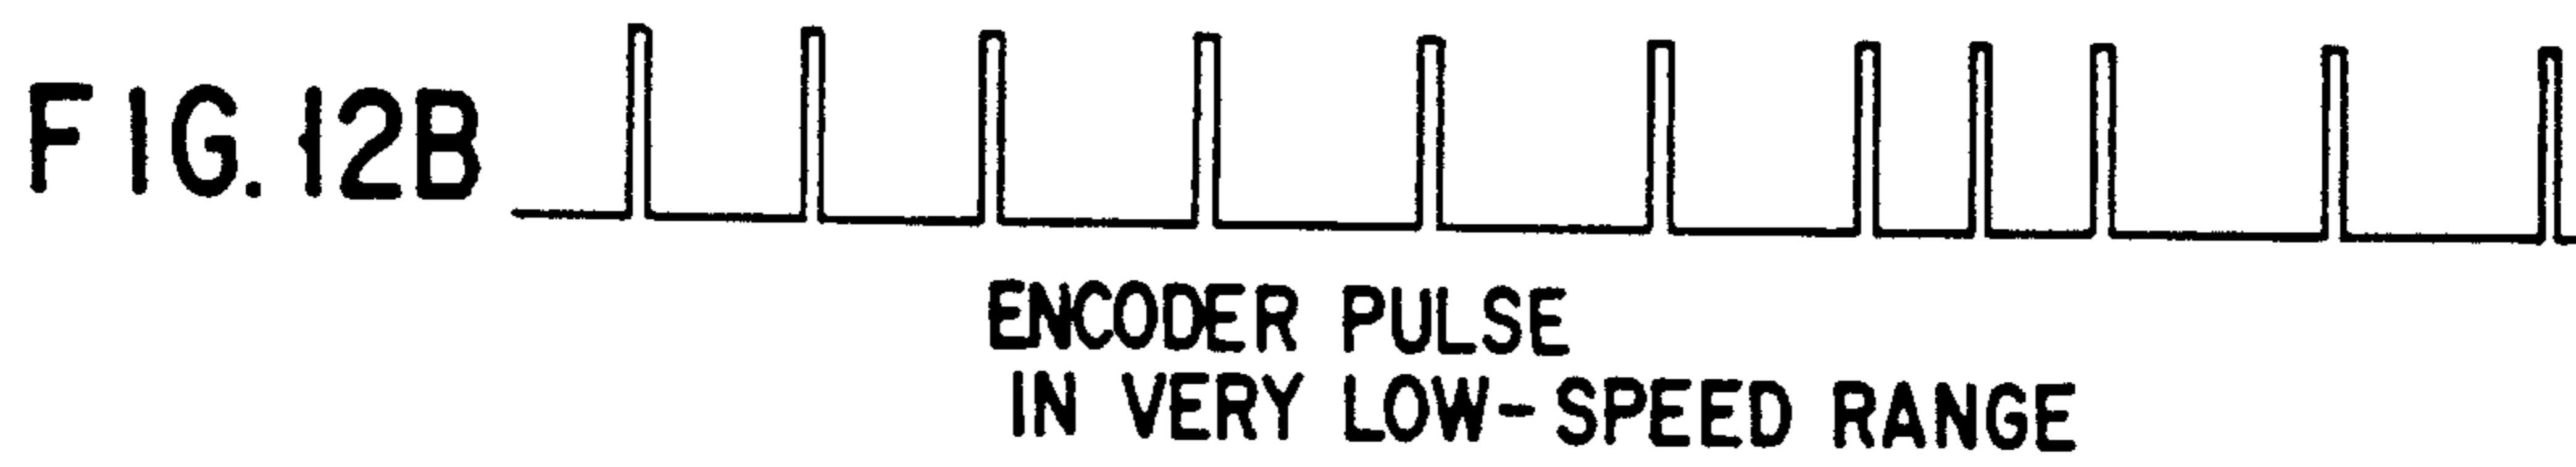 FIG. 12B
ENCODER PULSE
IN VERY LOW-SPEED RANGE